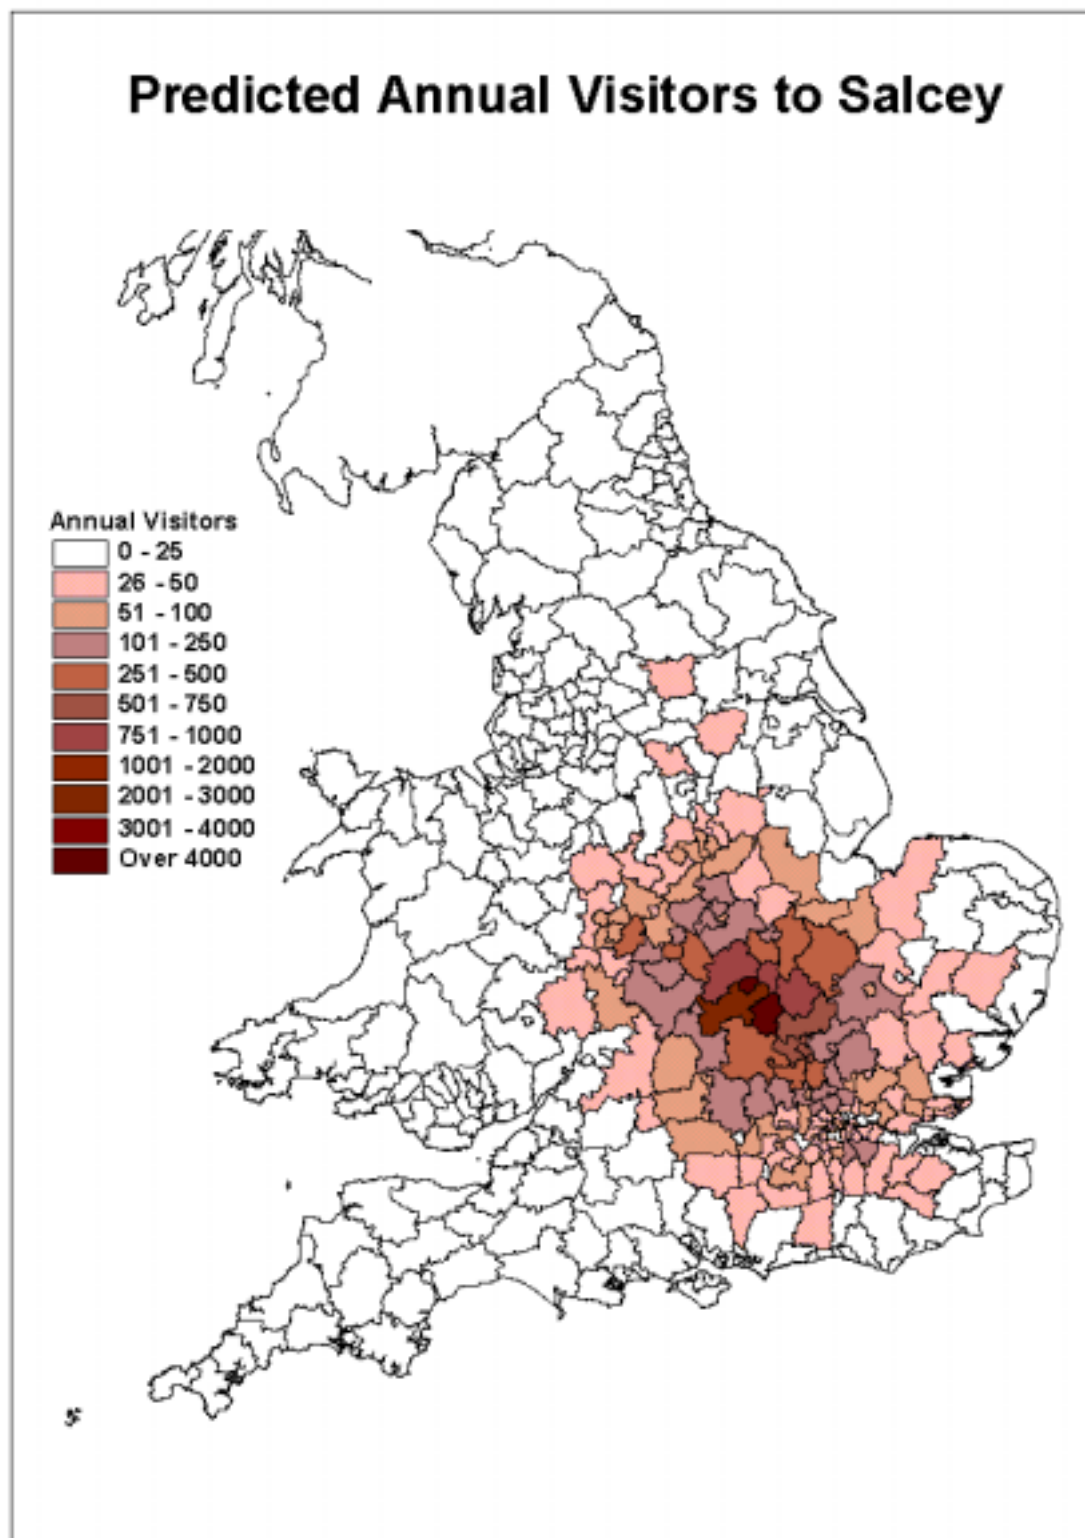 Predicted Annual Visitors to Salcey
Annual Visitors
0 - 25
26 - 50
51 - 100
101 - 250
251 - 500
501 - 750
751 - 1000
1001 - 2000
2001 - 3000
3001 - 4000
Over 4000